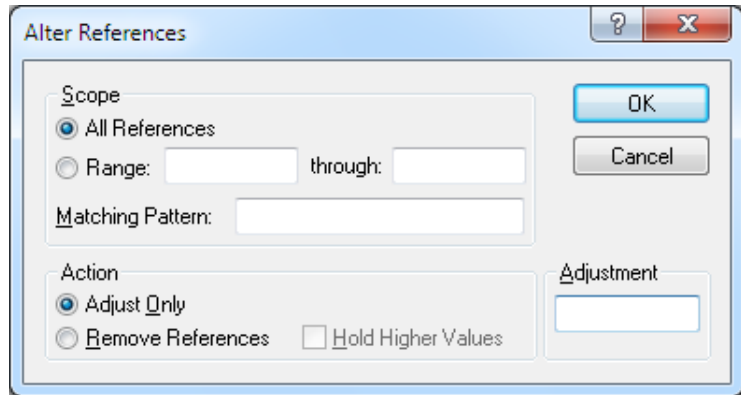 Alter References
Scope
All References
Range: through:
Matching Pattern:
OK
Cancel
Action
Adjust Only
Remove References Hold Higher Values
Adjustment